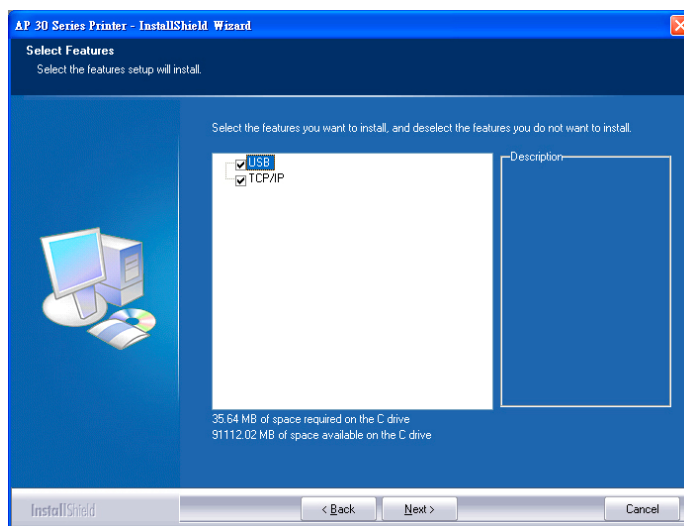 AP 30 Series Printer - InstallShield Wizard
Select Features
Select the features setup will install.
Select the features you want to install, and deselect the features you do not want to install.
USB
TCP/IP
Description
35.64 MB of space required on the C drive
91112.02 MB of space available on the C drive
InstallShield
< Back
Next >
Cancel